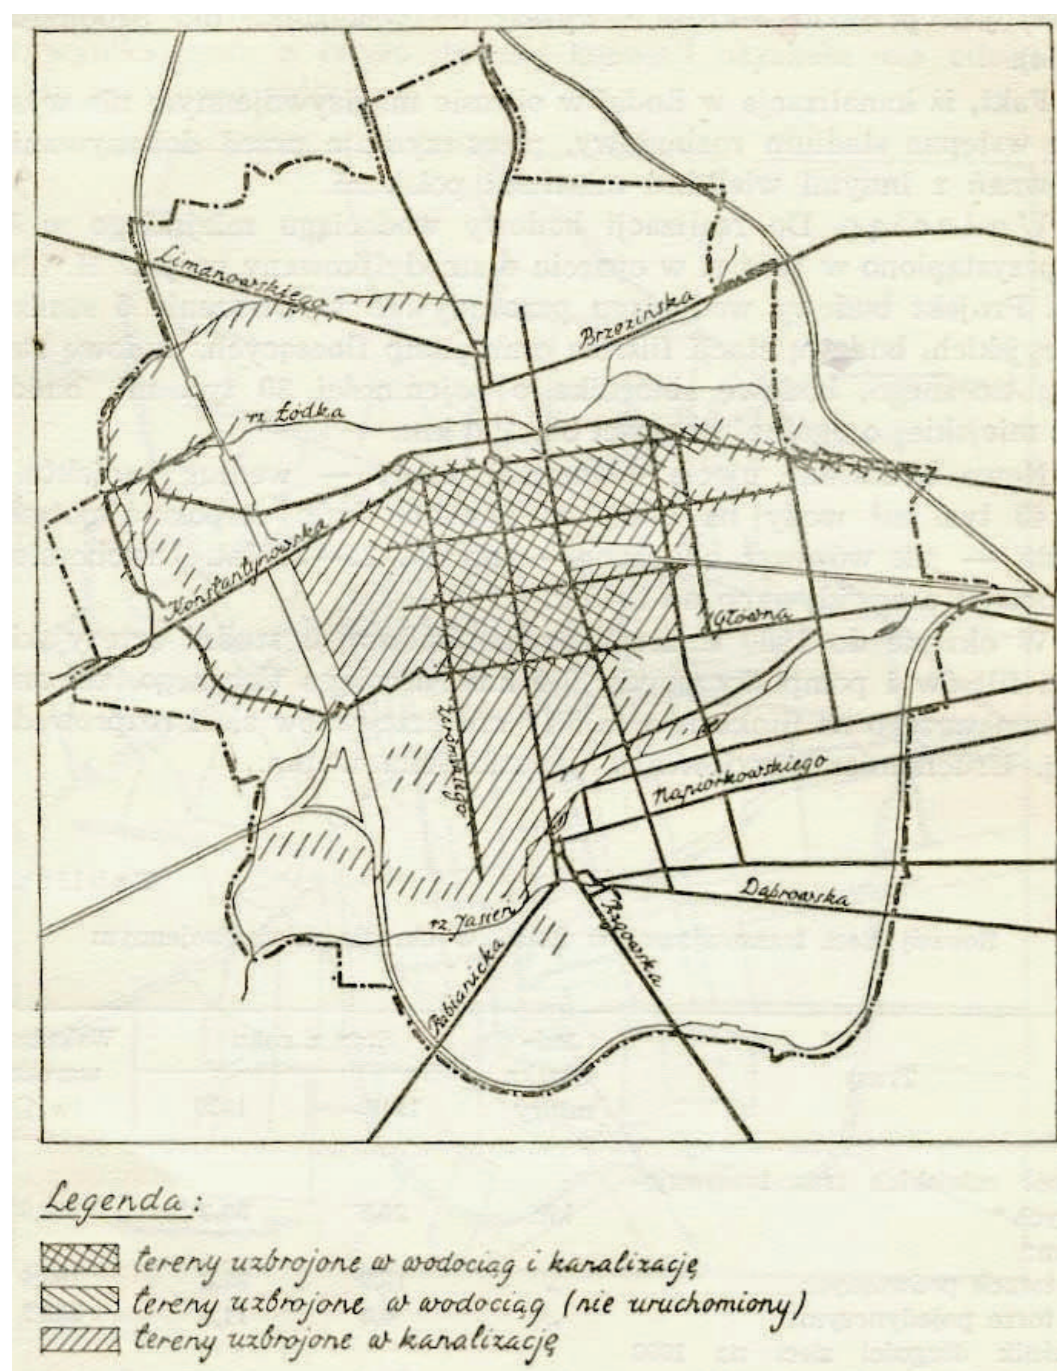 Limanowskiego
Brzezińska
rz. Łódka
Konstantynowska
Główna
Żeromskiego
Napiórkowskiego
Dąbrowska
rz. Jasień
Rzgowska
Pabianicka
Legenda:
tereny uzbrojone w wodociąg i kanalizację
tereny uzbrojone w wodociąg (nie uruchomiony)
tereny uzbrojone w kanalizację